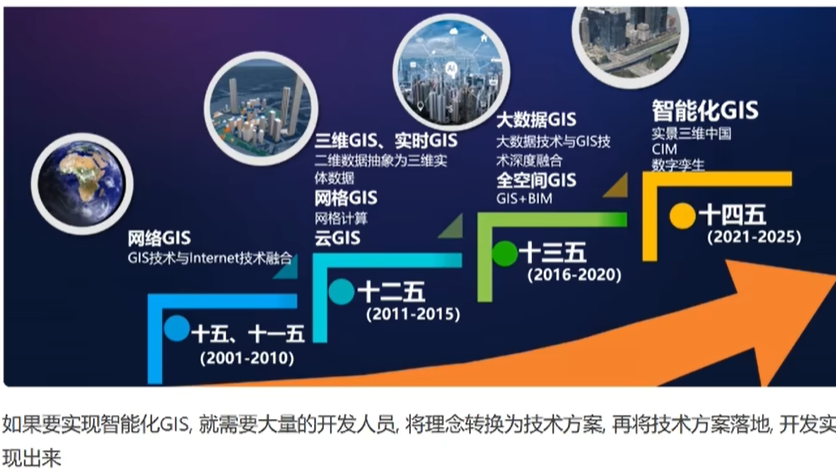 网络GIS
GIS技术与Internet技术融合
十五、十一五
(2001-2010)
三维GIS、实时GIS
二维数据抽象为三维实
体数据
网格GIS
网格计算
云GIS
十二五
(2011-2015)
大数据GIS
大数据技术与GIS技
术深度融合
全空间GIS
GIS+BIM
十三五
(2016-2020)
智能化GIS
实景三维中国
CIM
数字孪生
十四五
(2021-2025)
如果要实现智能化GIS, 就需要大量的开发人员, 将理念转换为技术方案, 再将技术方案落地, 开发实
现出来